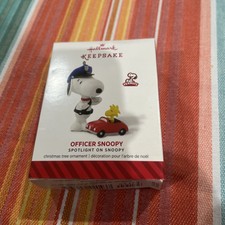 Hallmark
KEEPSAKE
OFFICER SNOOPY
SPOTLIGHT ON SNOOPY
christmas tree ornament | décoration pour l'arbre de noël